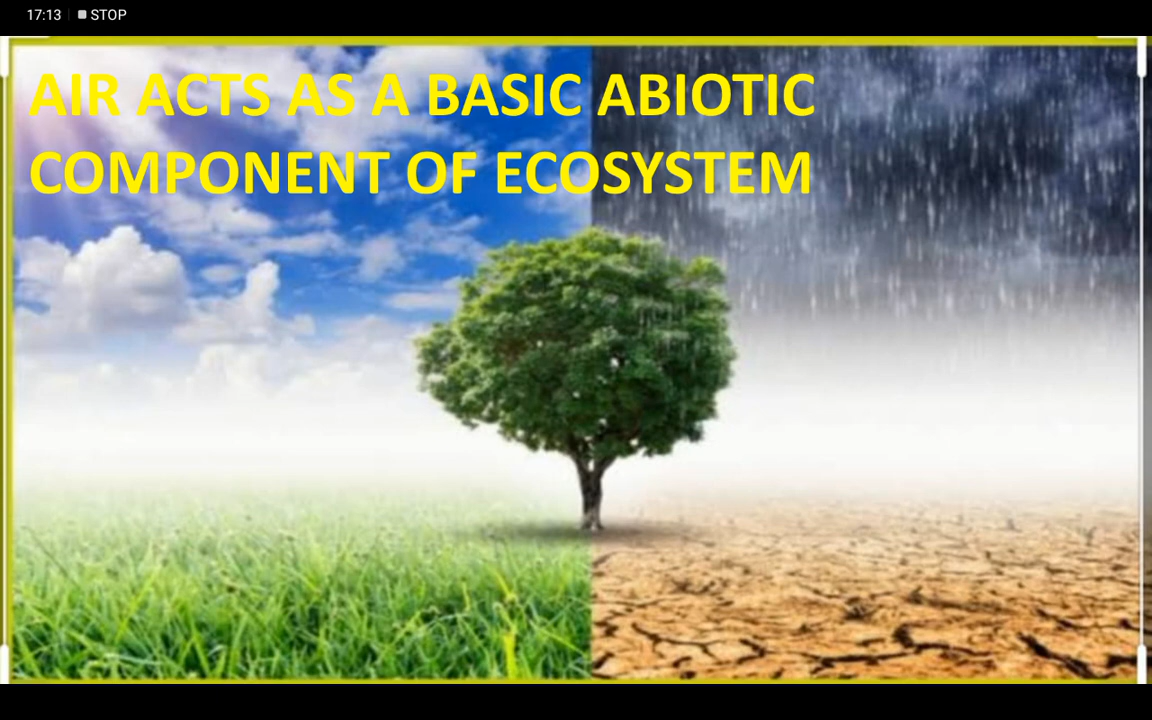 17:13 STOP
AIR ACTS AS A BASIC ABIOTIC
COMPONENT OF ECOSYSTEM